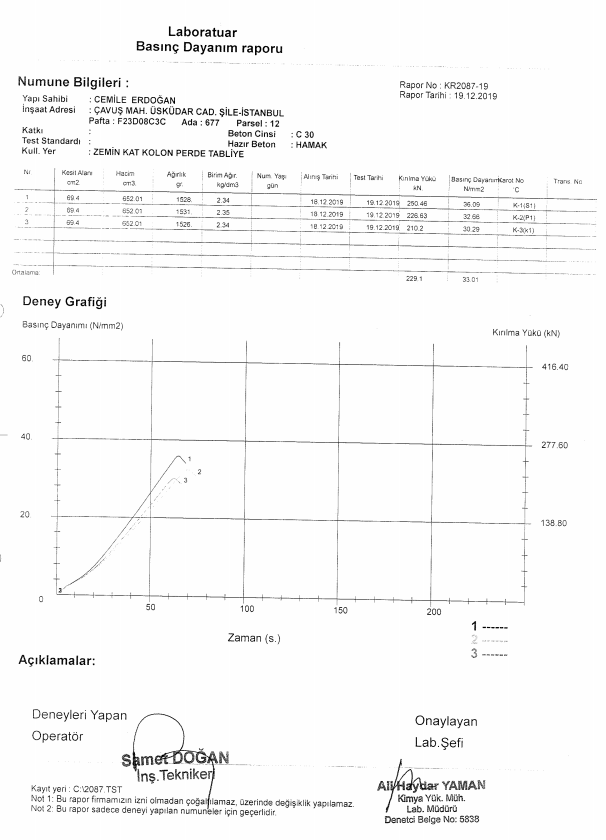 Laboratuar
Basınç Dayanım raporu
Numune Bilgileri :
Rapor No : KR2087-19
Rapor Tarihi : 19.12.2019
Yapı Sahibi : CEMİLE ERDOĞAN
İnşaat Adresi : ÇAVUŞ MAH. ÜSKÜDAR CAD. ŞİLE-İSTANBUL
Pafta : F23D08C3C Ada : 677 Parsel : 12
Katkı : Beton Cinsi : C 30
Test Standardı : Hazır Beton : HAMAK
Kull. Yer : ZEMİN KAT KOLON PERDE TABLİYE
Nr. Kesit Alanı cm2. Hacim cm3. Ağırlık gr. Birim Ağır. kg/dm3 Num. Yaşı gün Alınış Tarihi Test Tarihi Kırılma Yükü kN. Basınç Dayanım N/mm2 Karot No °C Trans. No
1 69.4 652.01 1528. 2.34 18.12.2019 19.12.2019 250.46 36.09 K-1(S1)
2 69.4 652.01 1531. 2.35 18.12.2019 19.12.2019 226.63 32.66 K-2(P1)
3 69.4 652.01 1526. 2.34 18.12.2019 19.12.2019 210.2 30.29 K-3(k1)
Ortalama: 229.1 33.01
Deney Grafiği
Basınç Dayanımı (N/mm2)
Kırılma Yükü (kN)
60.
416.40
40.
277.60
1
2
3
20
138.80
3
0
50 100 150 200
Zaman (s.)
1 ------
2 ------
3 ------
Açıklamalar:
Deneyleri Yapan
Operatör
Onaylayan
Lab.Şefi
Samet DOĞAN
İnş.Teknikeri
Ali Haydar YAMAN
Kimya Yük. Müh.
Lab. Müdürü
Denetci Belge No: 5838
Kayıt yeri : C:\2087.TST
Not 1: Bu rapor firmamızın izni olmadan çoğaltılamaz, üzerinde değişiklik yapılamaz.
Not 2: Bu rapor sadece deneyi yapılan numuneler için geçerlidir.